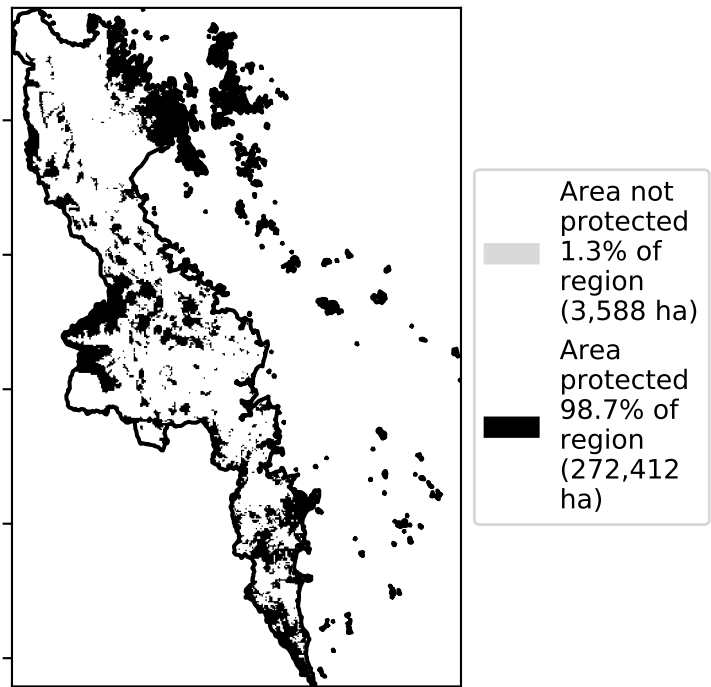 Area not
protected
1.3% of
region
(3,588 ha)
Area
protected
98.7% of
region
(272,412
ha)